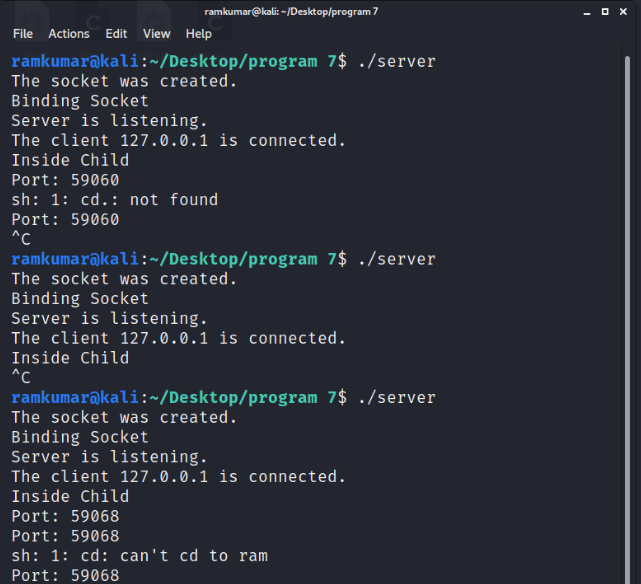 ramkumar@kali: ~/Desktop/program 7
File Actions Edit View Help
ramkumar@kali:~/Desktop/program 7$ ./server
The socket was created.
Binding Socket
Server is listening.
The client 127.0.0.1 is connected.
Inside Child
Port: 59060
sh: 1: cd.: not found
Port: 59060
^C
ramkumar@kali:~/Desktop/program 7$ ./server
The socket was created.
Binding Socket
Server is listening.
The client 127.0.0.1 is connected.
Inside Child
^C
ramkumar@kali:~/Desktop/program 7$ ./server
The socket was created.
Binding Socket
Server is listening.
The client 127.0.0.1 is connected.
Inside Child
Port: 59068
Port: 59068
sh: 1: cd: can't cd to ram
Port: 59068